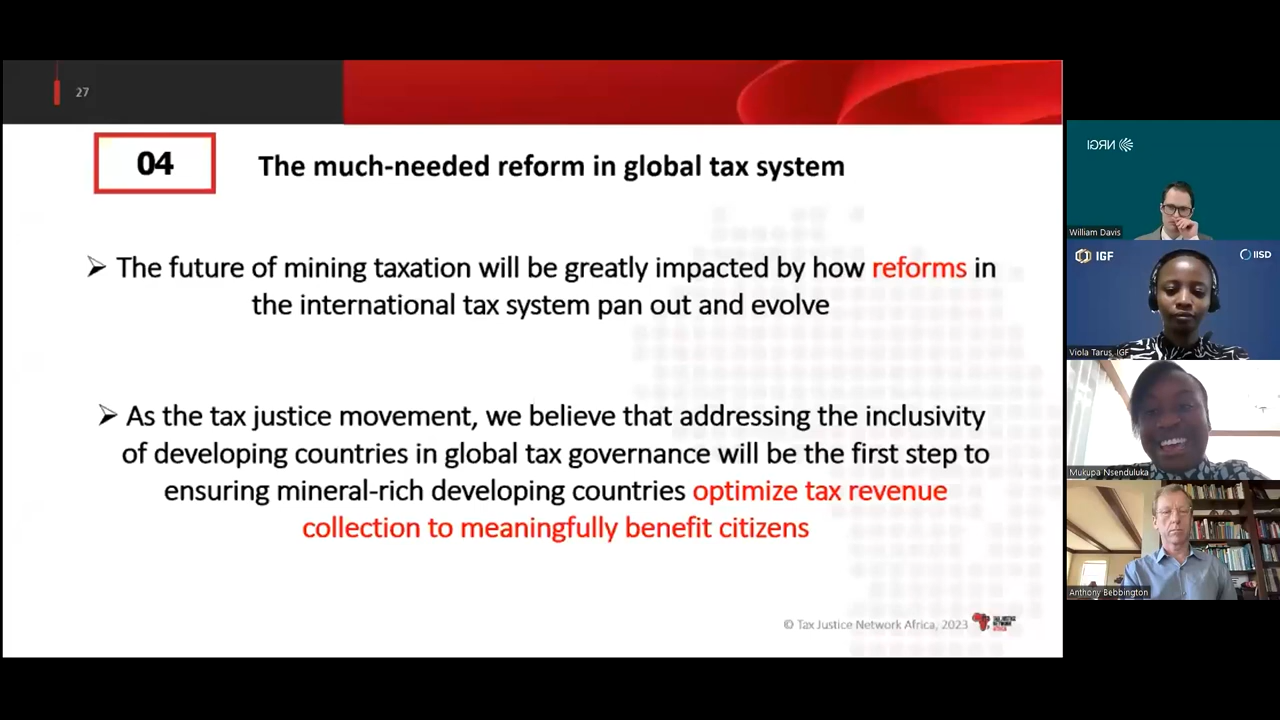 27
04
The much-needed reform in global tax system
➢ The future of mining taxation will be greatly impacted by how reforms in
the international tax system pan out and evolve
➢ As the tax justice movement, we believe that addressing the inclusivity
of developing countries in global tax governance will be the first step to
ensuring mineral-rich developing countries optimize tax revenue
collection to meaningfully benefit citizens
© Tax Justice Network Africa, 2023
TAX JUSTICE
NETWORK
AFRICA
NRGI
William Davis
IGF
IISD
Viola Tarus, IGF
Mukupa Nsenduluka
Anthony Bebbington